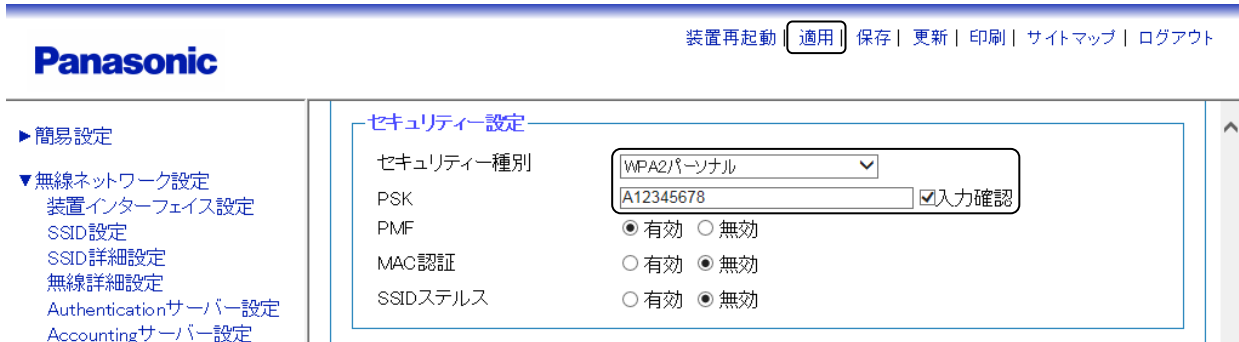 装置再起動 | 適用 | 保存 | 更新 | 印刷 | サイトマップ | ログアウト
Panasonic
▶簡易設定
▼無線ネットワーク設定
装置インターフェイス設定
SSID設定
SSID詳細設定
無線詳細設定
Authenticationサーバー設定
Accountingサーバー設定
セキュリティー設定
セキュリティー種別 WPA2パーソナル
PSK A12345678 入力確認
PMF 有効 無効
MAC認証 有効 無効
SSIDステルス 有効 無効